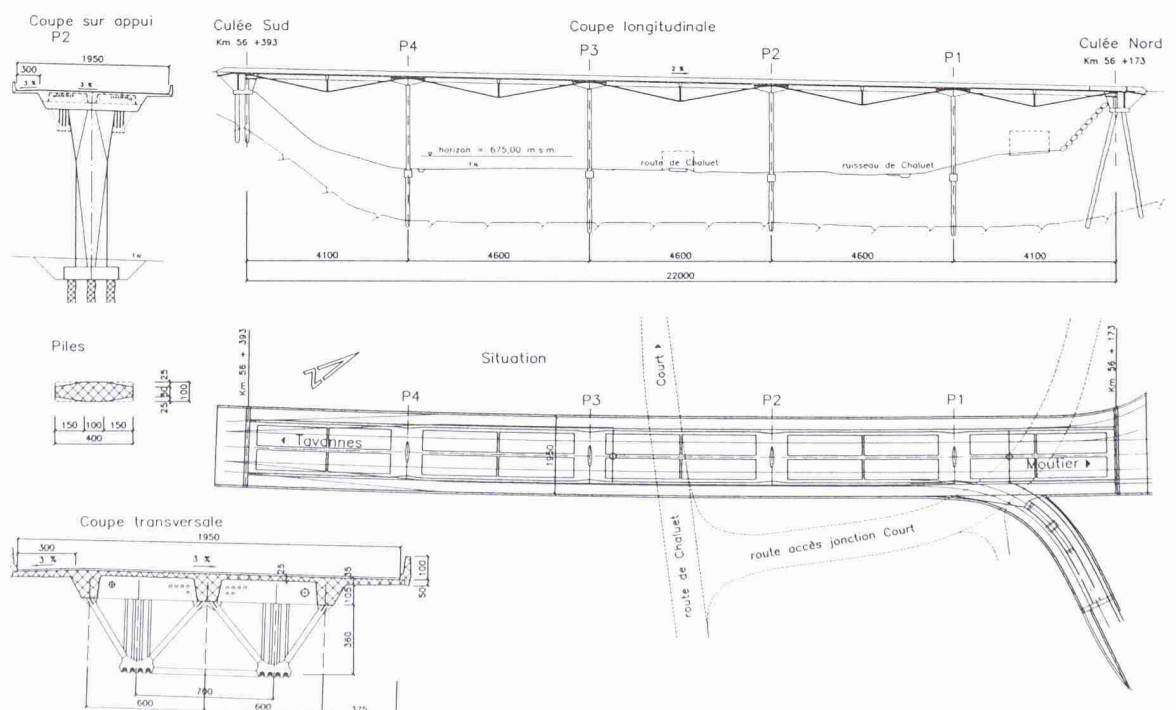 Coupe sur appui
P2
1950
300
3 %
3 %
T N
Culée Sud
Km 56 +393
Coupe longitudinale
P4
P3
P2
P1
Culée Nord
Km 56 +173
2 %
horizon = 675,00 m.s.m.
T N
route de Chaluet
ruisseau de Chaluet
4100
4600
4600
4600
4100
22000
Piles
25
50
25
100
150
100
150
400
Km 56 + 393
Situation
Court
Km 56 + 173
P4
P3
P2
P1
Tavannes
1950
Moutier
route de Chaluet
route accès jonction Court
Coupe transversale
1950
300
3 %
3 %
25
35
105
100
50
360
700
600
600
375